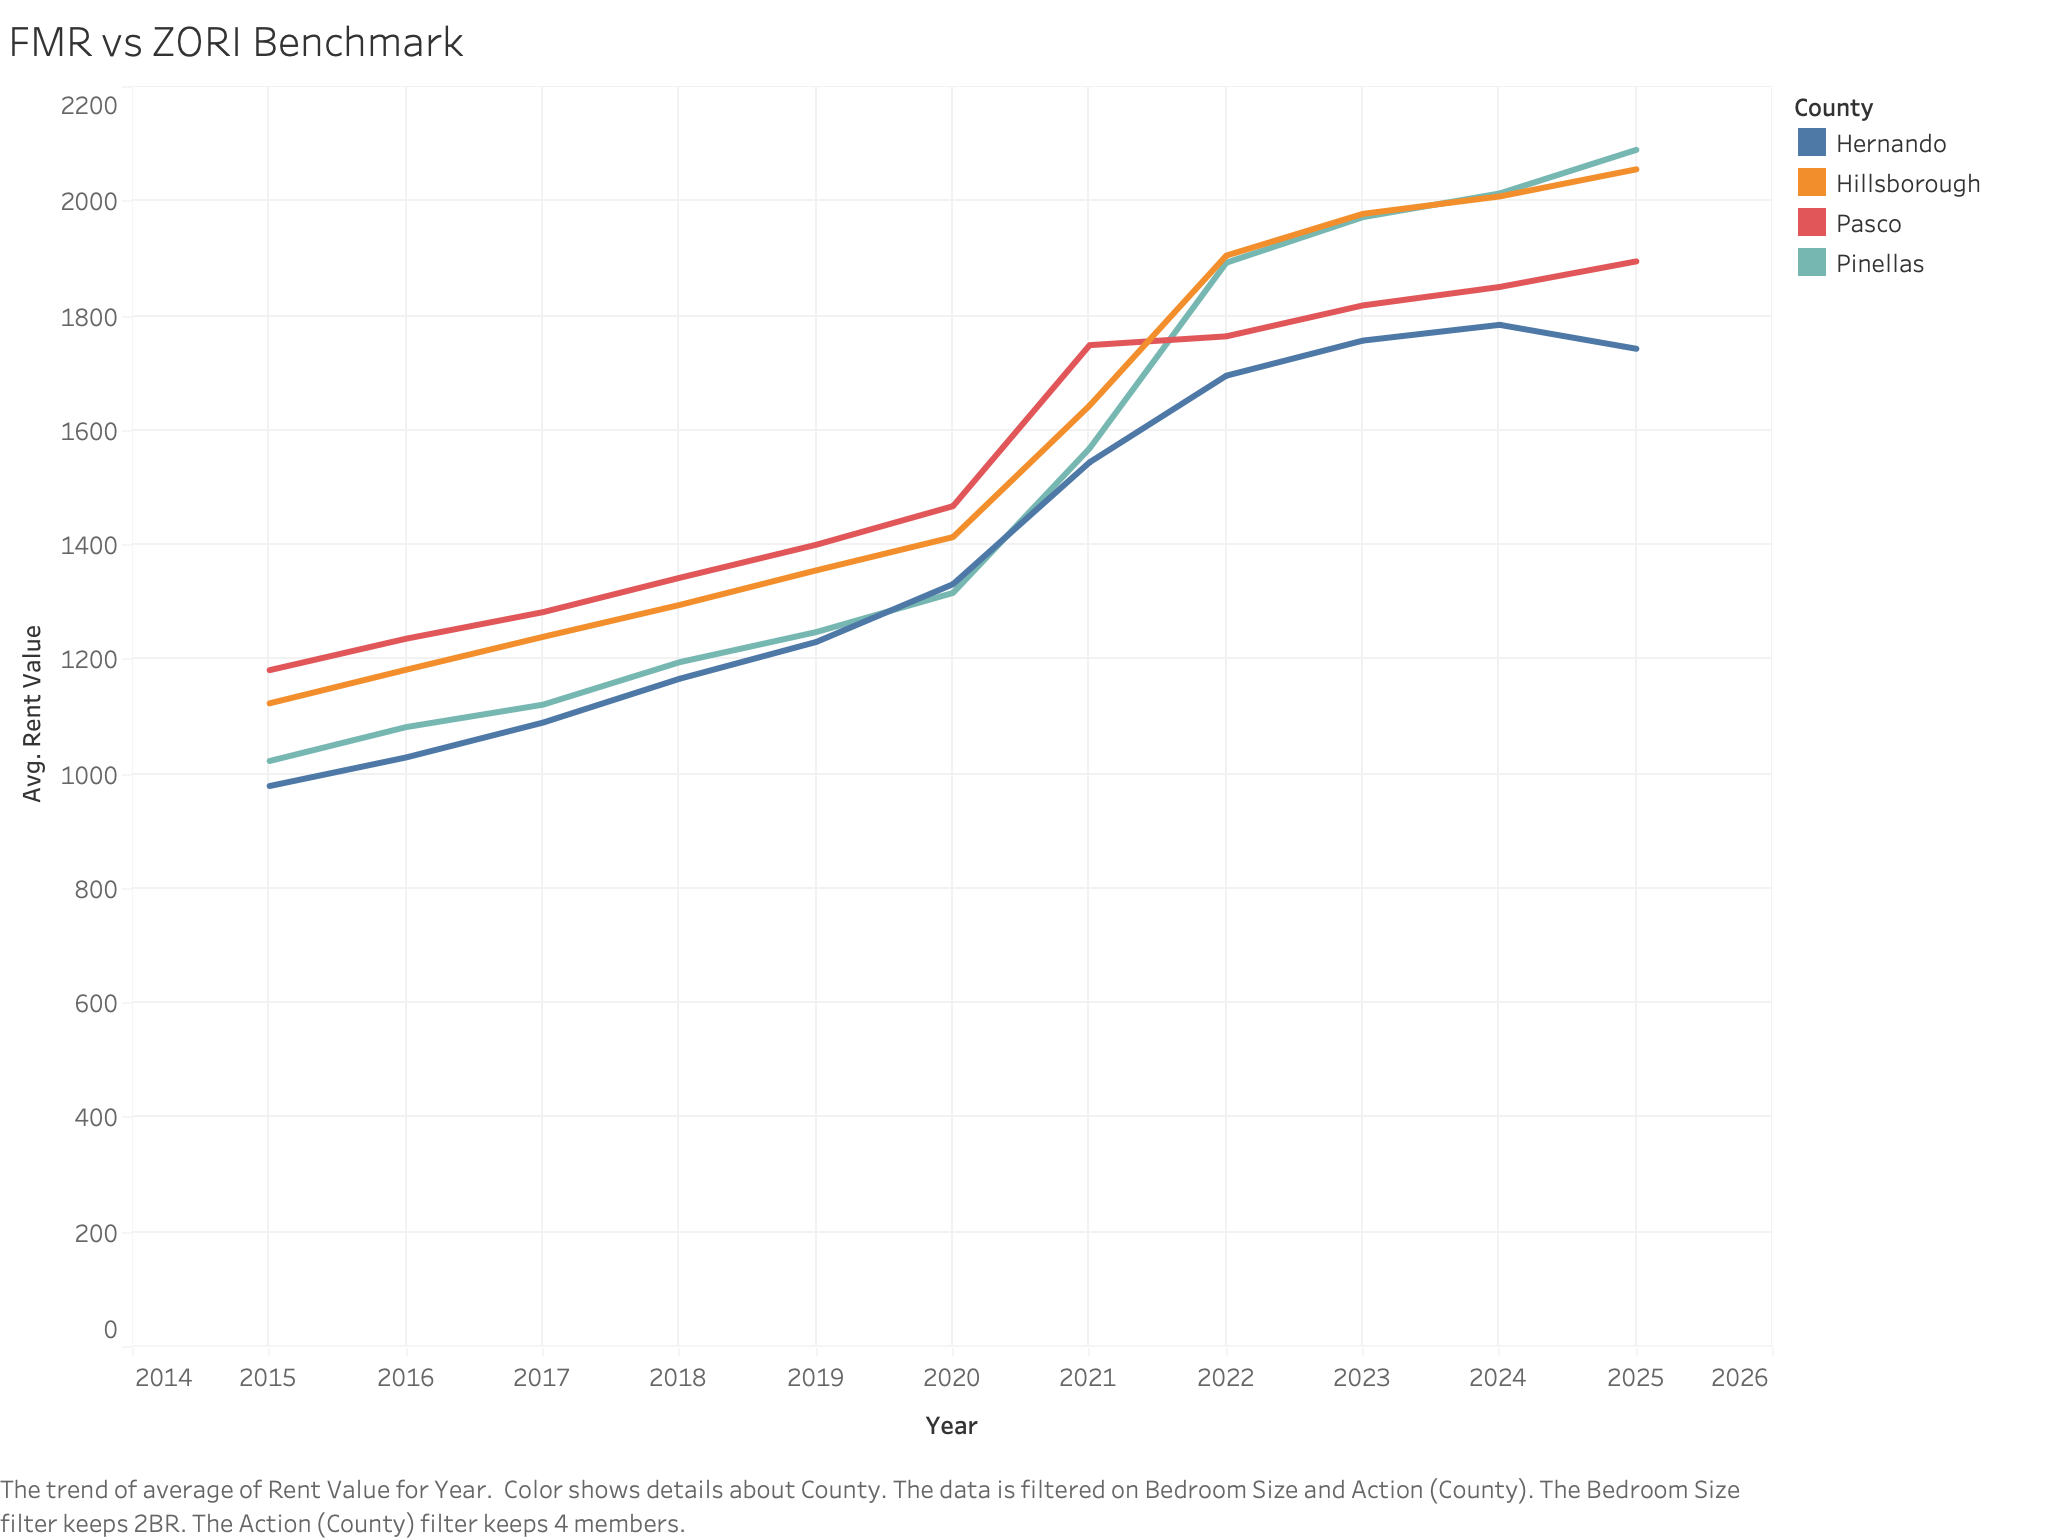 FMR vs ZORI Benchmark
2200
2000
1800
1600
1400
1200
1000
800
600
400
200
0
Avg. Rent Value
2014 2015 2016 2017 2018 2019 2020 2021 2022 2023 2024 2025 2026
Year
County
Hernando
Hillsborough
Pasco
Pinellas
The trend of average of Rent Value for Year.  Color shows details about County. The data is filtered on Bedroom Size and Action (County). The Bedroom Size
filter keeps 2BR. The Action (County) filter keeps 4 members.